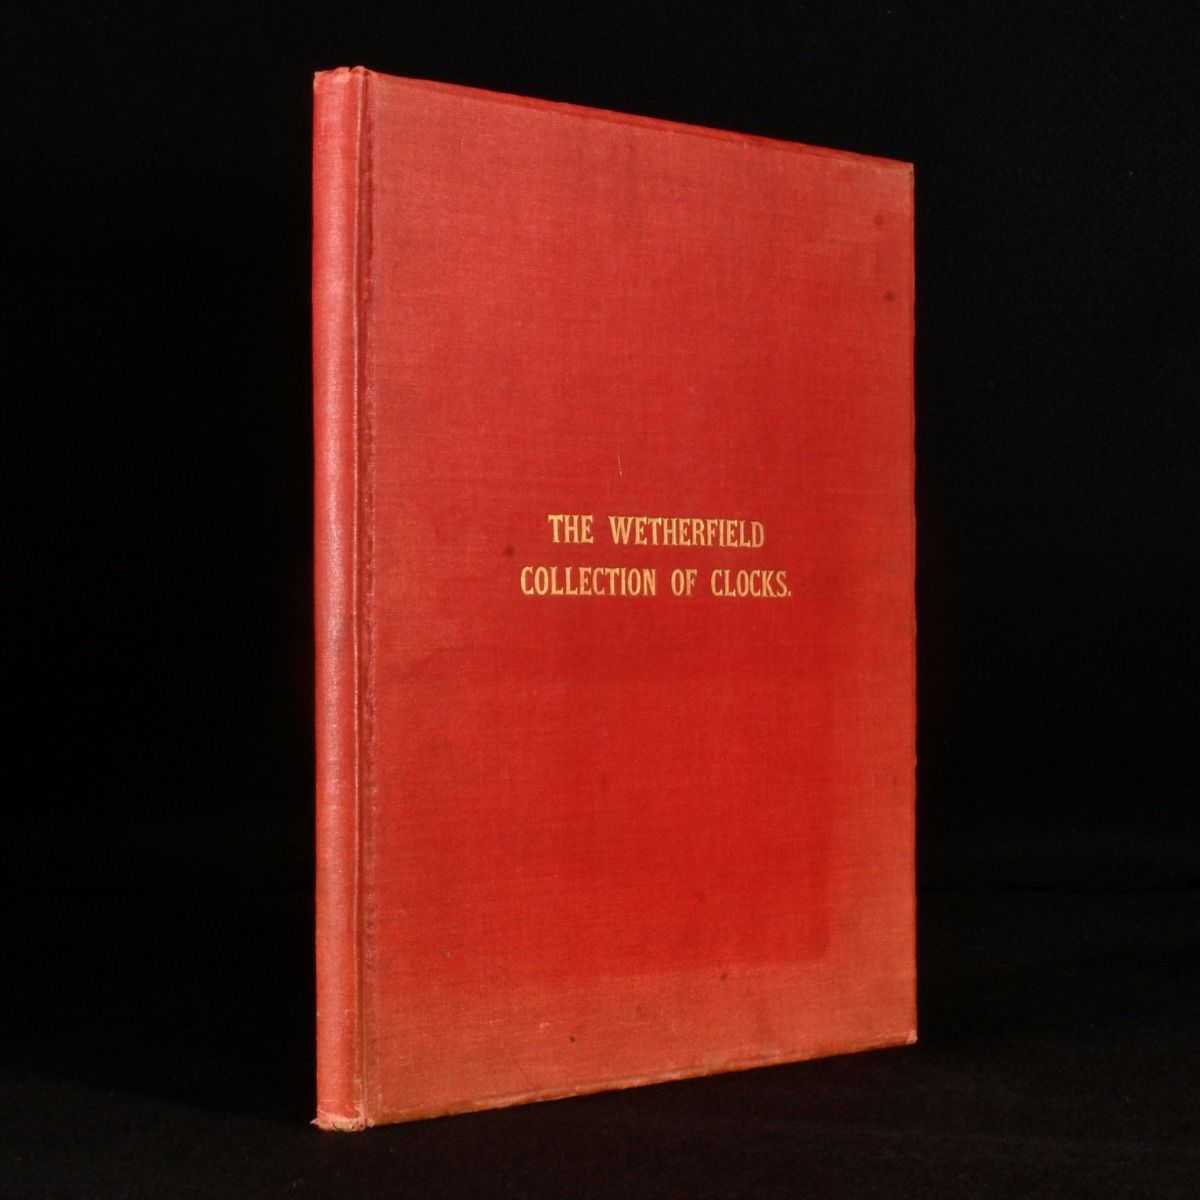 THE WETHERFIELD
COLLECTION OF CLOCKS.